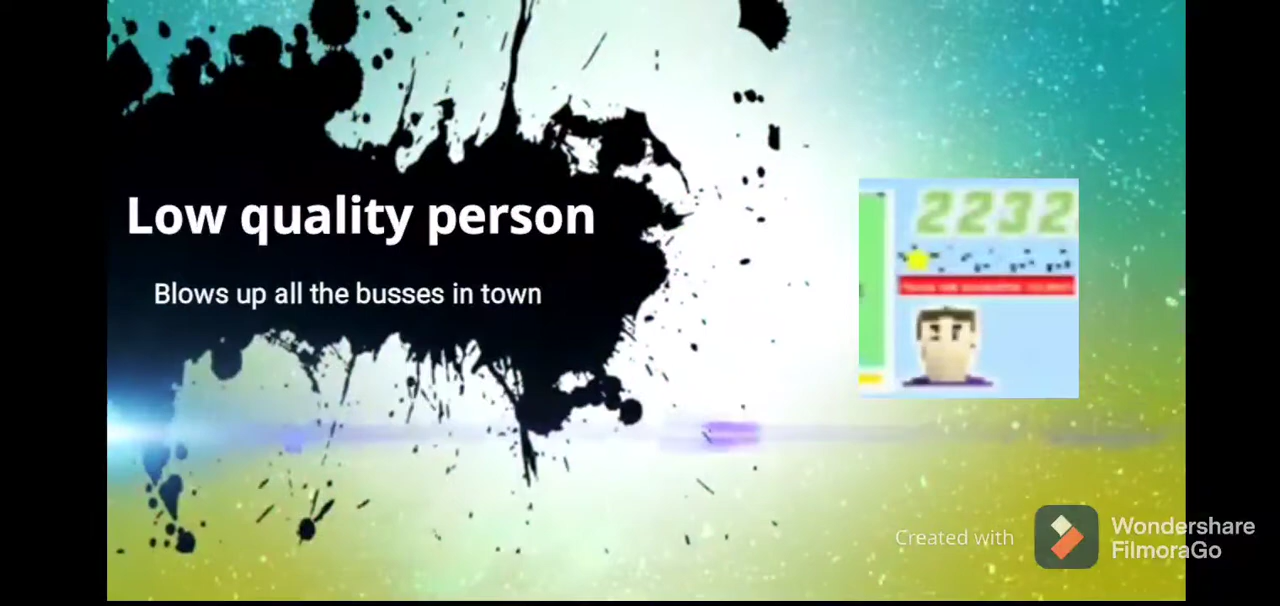 Low quality person
Blows up all the busses in town
2232
Created with
Wondershare
FilmoraGo